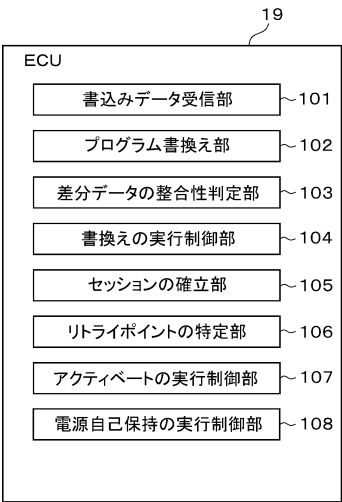 19
ECU
書込みデータ受信部 101
プログラム書換え部 102
差分データの整合性判定部 103
書換えの実行制御部 104
セッションの確立部 105
リトライポイントの特定部 106
アクティベートの実行制御部 107
電源自己保持の実行制御部 108